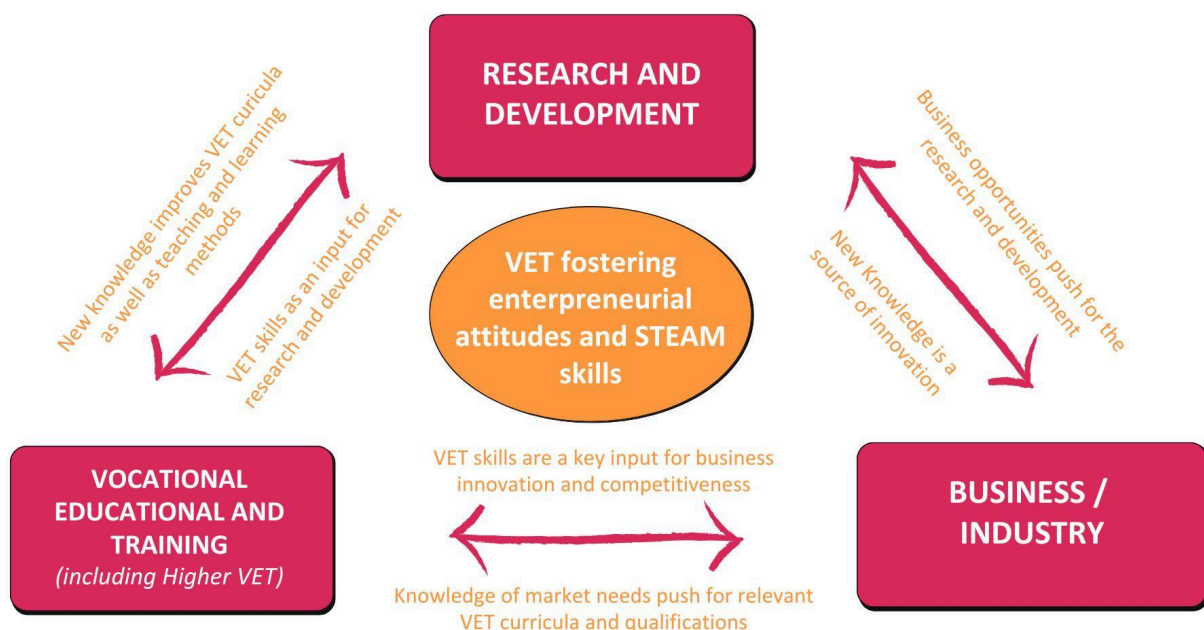 RESEARCH AND
DEVELOPMENT
New knowledge improves VET curicula
as well as teaching and learning
methods
VET skills as an input for
research and development
Business opportunities push for the
research and development
New Knowledge is a
source of innovation
VET fostering
enterpreneurial
attitudes and STEAM
skills
VOCATIONAL
EDUCATIONAL AND
TRAINING
(including Higher VET)
VET skills are a key input for business
innovation and competitiveness
Knowledge of market needs push for relevant
VET curricula and qualifications
BUSINESS /
INDUSTRY